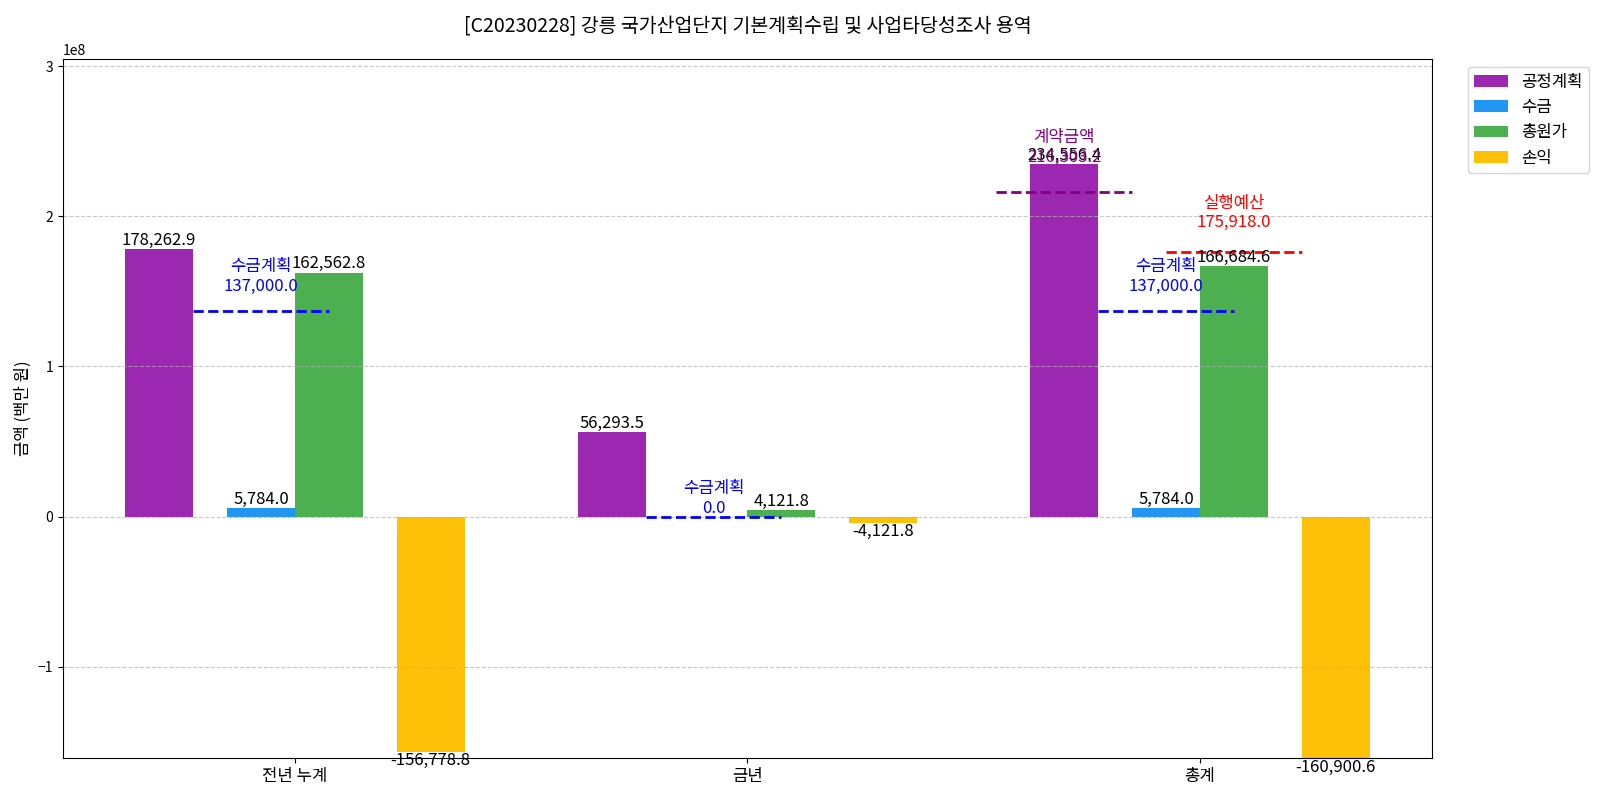 [C20230228] 강릉 국가산업단지 기본계획수립 및 사업타당성조사 용역
1e8
3
2
1
0
−1
금액 (백만 원)
공정계획
수금
총원가
손익
178,262.9
수금계획
137,000.0
162,562.8
5,784.0
-156,778.8
56,293.5
수금계획
0.0
4,121.8
-4,121.8
계약금액
234,556.4
실행예산
175,918.0
166,684.6
수금계획
137,000.0
5,784.0
-160,900.6
전년 누계
금년
총계